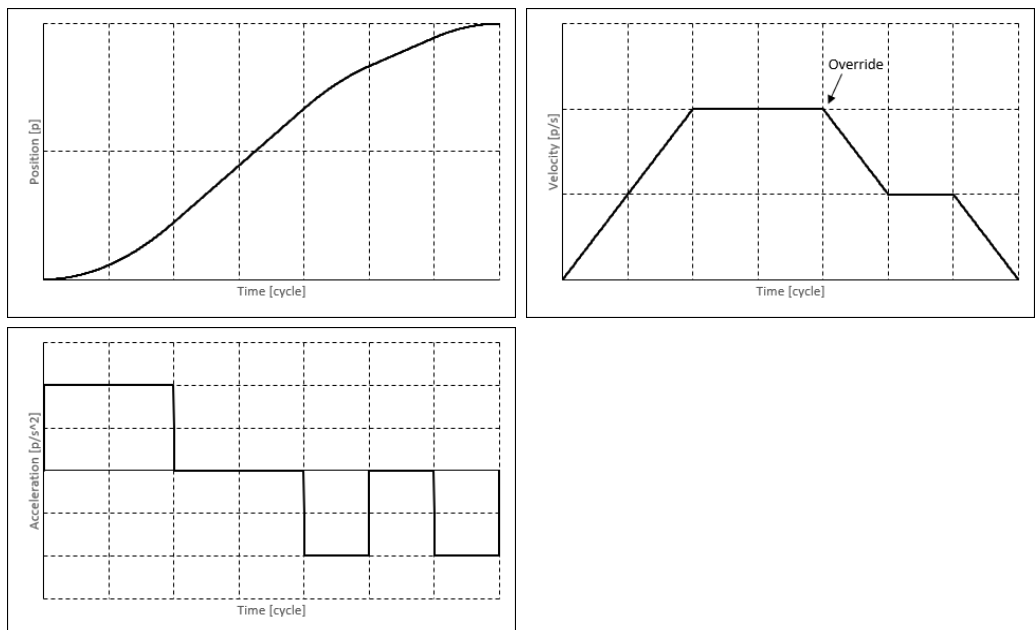 Position [p]
Time [cycle]
Override
Velocity [p/s]
Time [cycle]
Acceleration [p/s^2]
Time [cycle]